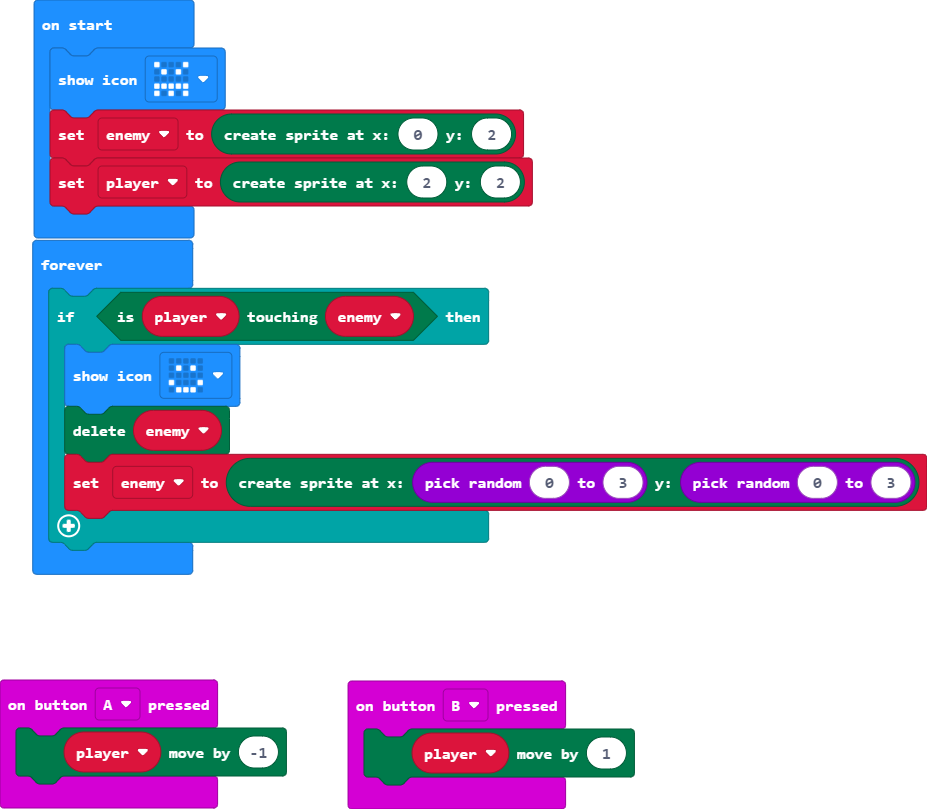 on start
show icon
set enemy to create sprite at x: 0 y: 2
set player to create sprite at x: 2 y: 2
forever
if is player touching enemy then
show icon
delete enemy
set enemy to create sprite at x: pick random 0 to 3 y: pick random 0 to 3
on button A pressed
player move by -1
on button B pressed
player move by 1